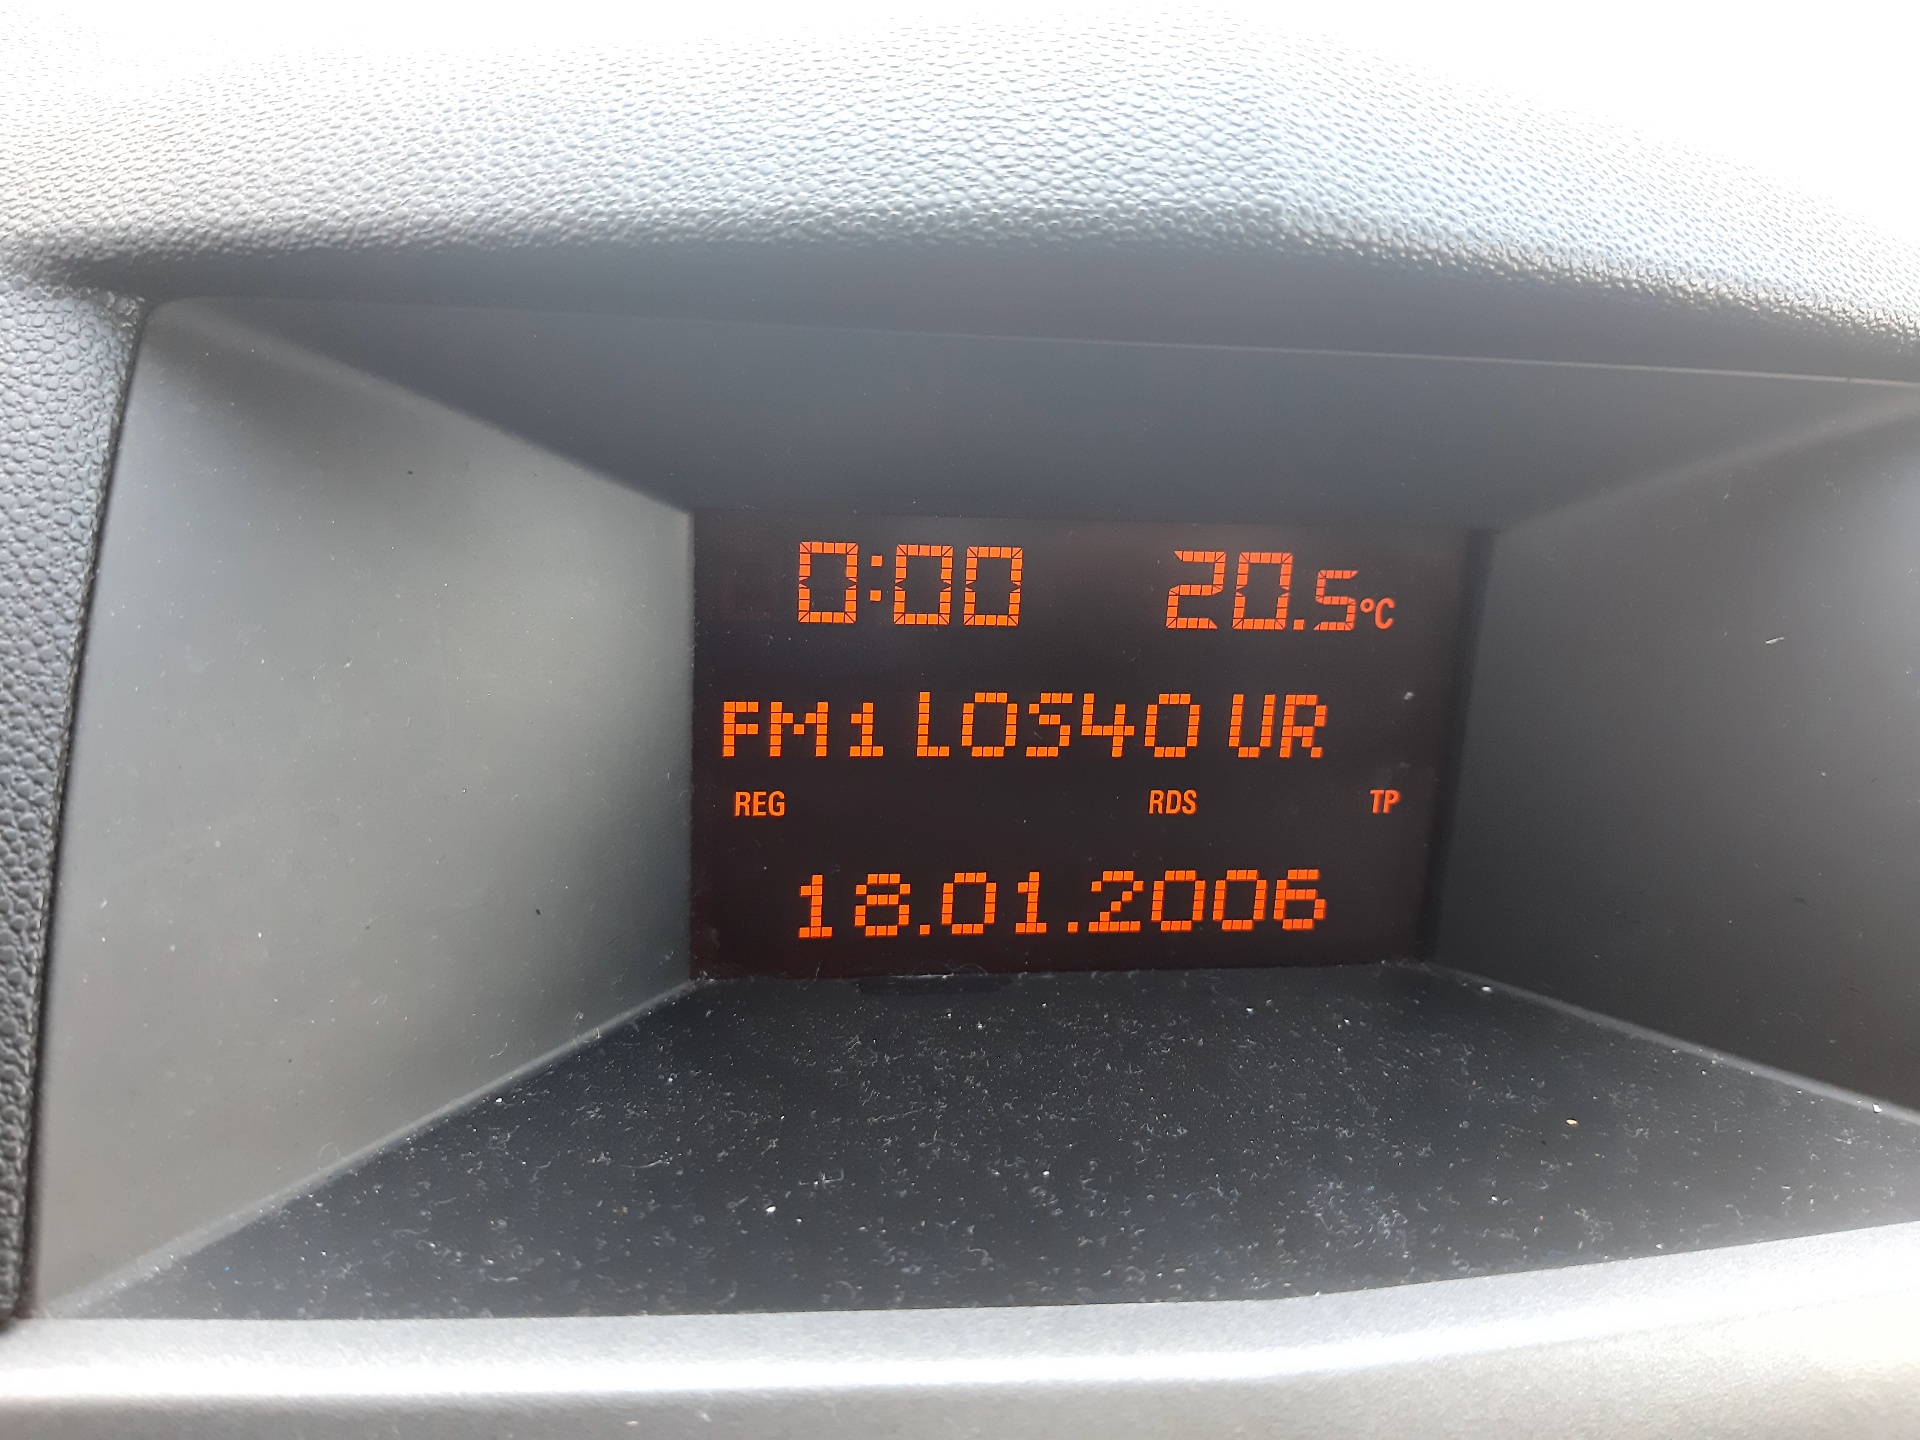 0:00 20.5°C
FM1 LOS40 UR
REG RDS TP
18.01.2006